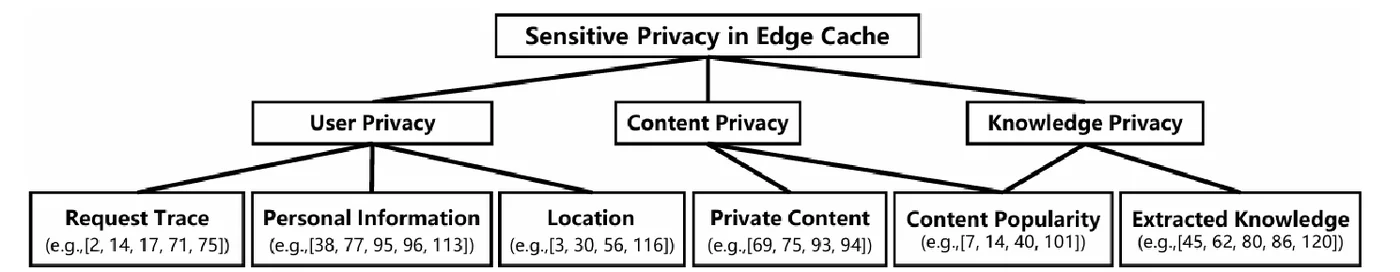 Sensitive Privacy in Edge Cache
User Privacy
Content Privacy
Knowledge Privacy
Request Trace
(e.g.,[2, 14, 17, 71, 75])
Personal Information
(e.g.,[38, 77, 95, 96, 113])
Location
(e.g.,[3, 30, 56, 116])
Private Content
(e.g.,[69, 75, 93, 94])
Content Popularity
(e.g.,[7, 14, 40, 101])
Extracted Knowledge
(e.g.,[45, 62, 80, 86, 120])